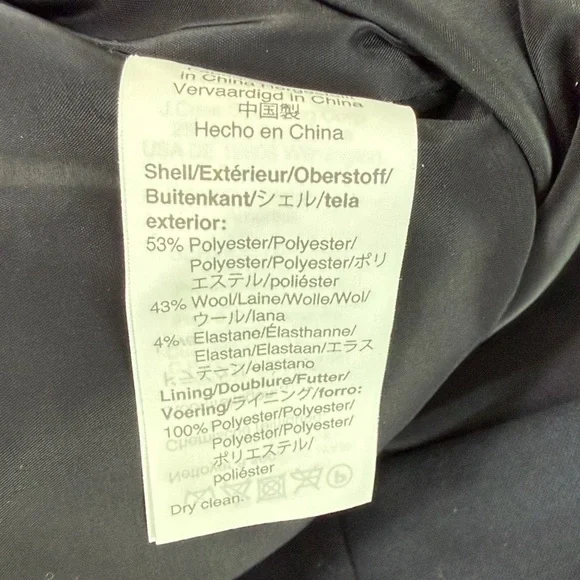 in China
Vervaardigd in China
中国製
Hecho en China
Shell/Extérieur/Oberstoff/
Buitenkant/シェル/tela
exterior:
53% Polyester/Polyester/
Polyester/Polyester/ポリ
エステル/poliéster
43% Wool/Laine/Wolle/Wol/
ウール/lana
4% Elastane/Élasthanne/
Elastan/Elastaan/エラス
テーン/elastano
Lining/Doublure/Futter/
Voering/ライニング/forro:
100% Polyester/Polyester/
Polyester/Polyester/
ポリエステル/
poliéster
P
Dry clean.